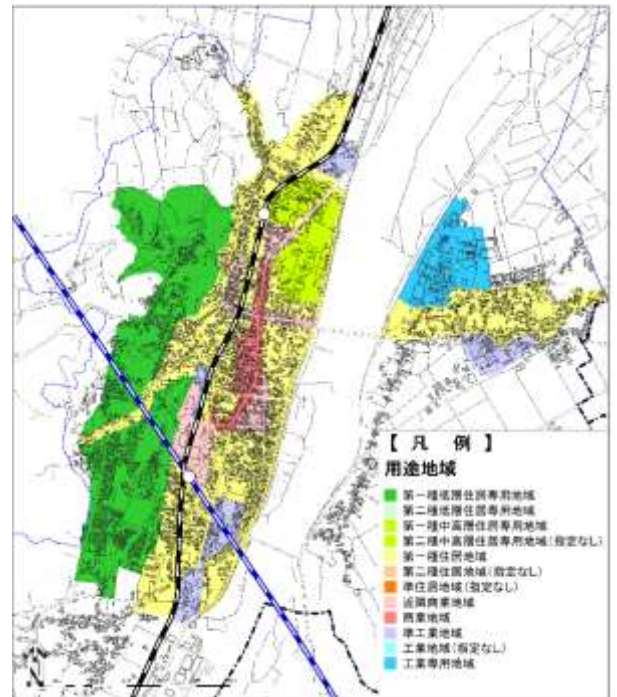 【 凡 例 】
用途地域
第一種低層住居専用地域
第二種低層住居専用地域
第一種中高層住居専用地域
第二種中高層住居専用地域(指定なし)
第一種住居地域
第二種住居地域(指定なし)
準住居地域(指定なし)
近隣商業地域
商業地域
準工業地域
工業地域(指定なし)
工業専用地域